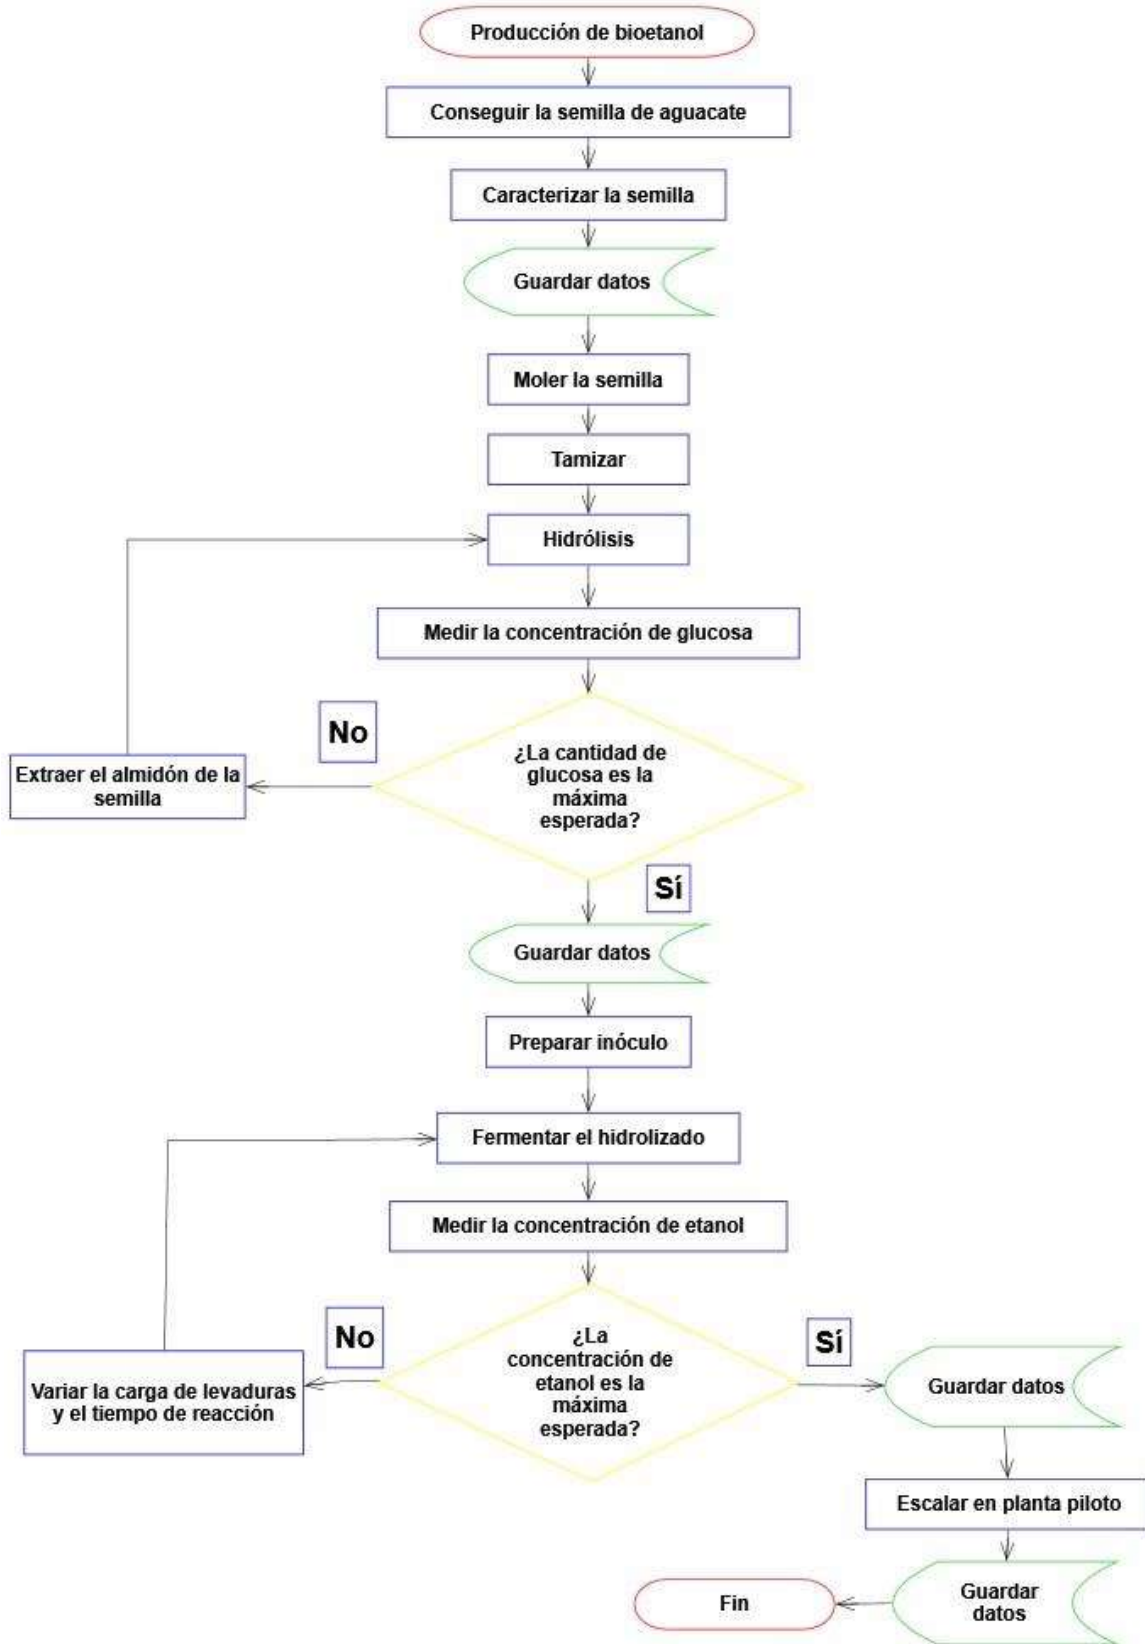 Producción de bioetanol
Conseguir la semilla de aguacate
Caracterizar la semilla
Guardar datos
Moler la semilla
Tamizar
Hidrólisis
Medir la concentración de glucosa
No
¿La cantidad de
glucosa es la
máxima
esperada?
Extraer el almidón de la
semilla
Sí
Guardar datos
Preparar inóculo
Fermentar el hidrolizado
Medir la concentración de etanol
No
¿La
concentración de
etanol es la
máxima
esperada?
Sí
Variar la carga de levaduras
y el tiempo de reacción
Guardar datos
Escalar en planta piloto
Guardar
datos
Fin